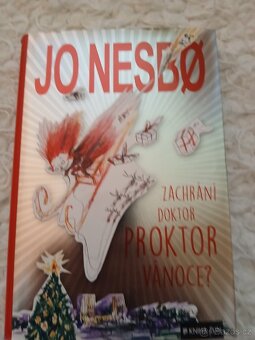 JO NESBØ
ZACHRÁNÍ
DOKTOR
PROKTOR
VÁNOCE?